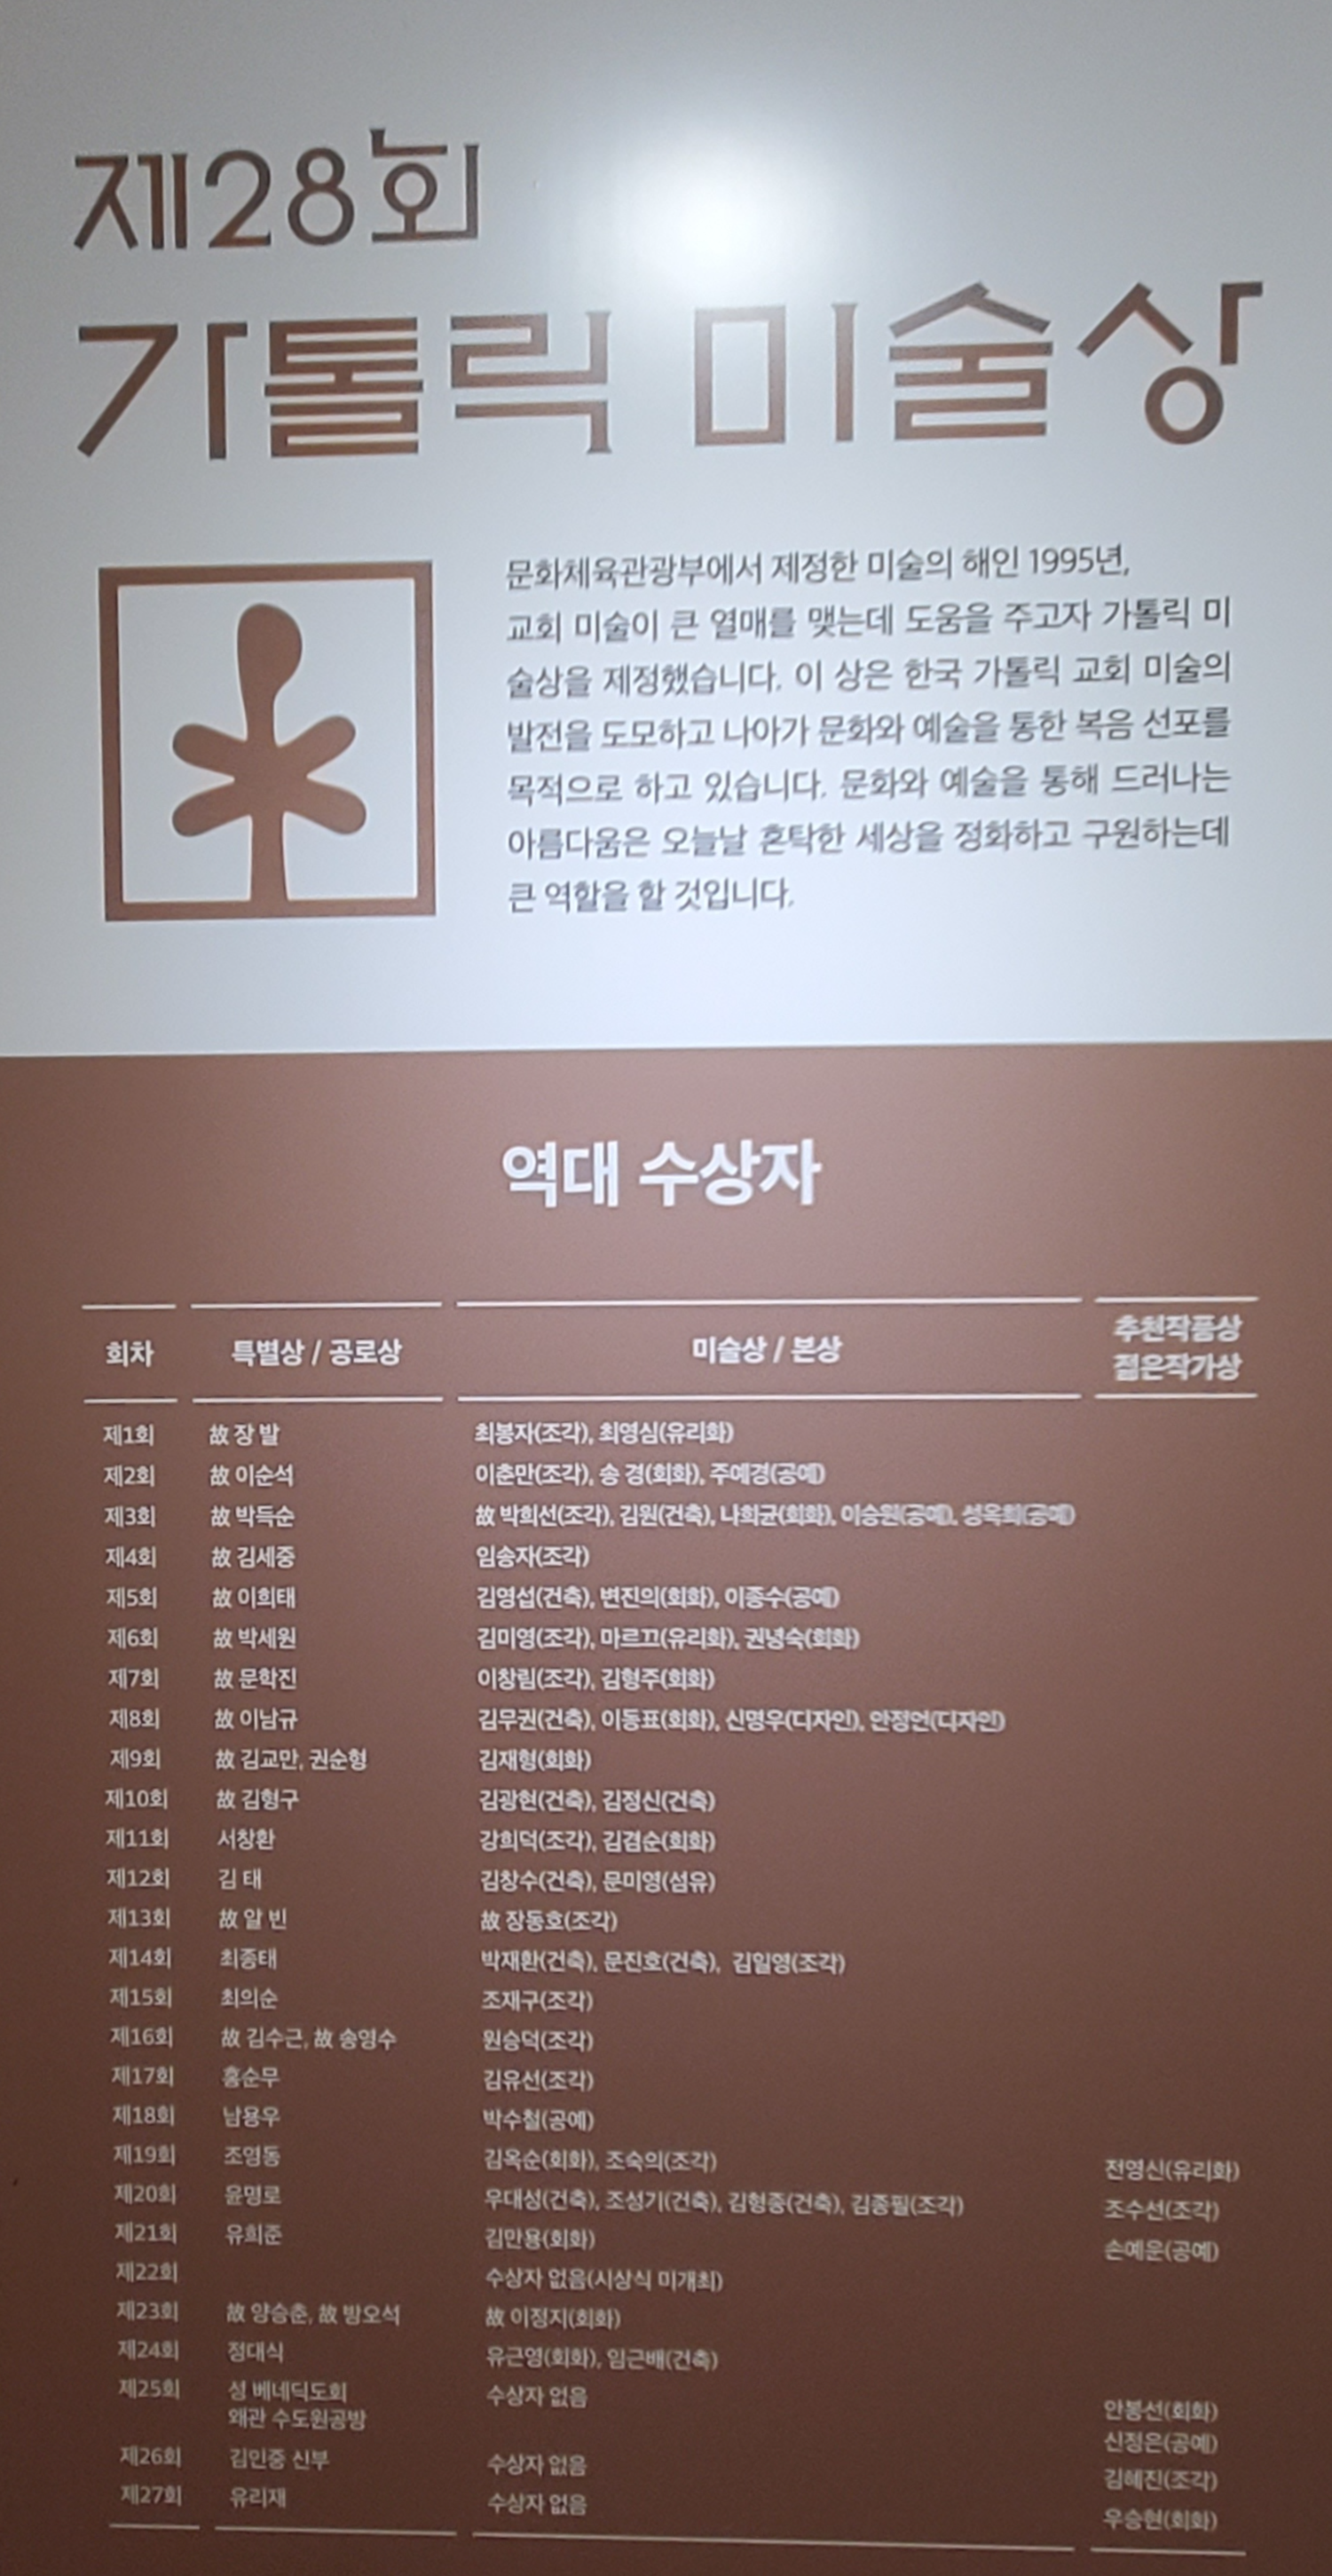 제28회
가톨릭 미술상
문화체육관광부에서 제정한 미술의 해인 1995년,
교회 미술이 큰 열매를 맺는데 도움을 주고자 가톨릭 미
술상을 제정했습니다. 이 상은 한국 가톨릭 교회 미술의
발전을 도모하고 나아가 문화와 예술을 통한 복음 선포를
목적으로 하고 있습니다. 문화와 예술을 통해 드러나는
아름다움은 오늘날 혼탁한 세상을 정화하고 구원하는데
큰 역할을 할 것입니다.
역대 수상자
회차 특별상 / 공로상 미술상 / 본상 추천작품상
젊은작가상
제1회 故 장 발 최봉자(조각), 최영심(유리화)
제2회 故 이순석 이춘만(조각), 송 경(회화), 주예경(공예)
제3회 故 박득순 故 박희선(조각), 김원(건축), 나희균(회화), 이승원(공예), 성옥희(공예)
제4회 故 김세중 임송자(조각)
제5회 故 이희태 김영섭(건축), 변진의(회화), 이종수(공예)
제6회 故 박세원 김미영(조각), 마르끄(유리화), 권녕숙(회화)
제7회 故 문학진 이창림(조각), 김형주(회화)
제8회 故 이남규 김무권(건축), 이동표(회화), 신명우(디자인), 안정언(디자인)
제9회 故 김교만, 권순형 김재형(회화)
제10회 故 김형구 김광현(건축), 김정신(건축)
제11회 서창환 강희덕(조각), 김겸순(회화)
제12회 김 태 김창수(건축), 문미영(섬유)
제13회 故 알 빈 故 장동호(조각)
제14회 최종태 박재환(건축), 문진호(건축), 김일영(조각)
제15회 최의순 조재구(조각)
제16회 故 김수근, 故 송영수 원승덕(조각)
제17회 홍순무 김유선(조각)
제18회 남용우 박수철(공예)
제19회 조영동 김옥순(회화), 조숙의(조각) 전영신(유리화)
제20회 윤명로 우대성(건축), 조성기(건축), 김형종(건축), 김종필(조각) 조수선(조각)
제21회 유희준 김만용(회화) 손예운(공예)
제22회 수상자 없음(시상식 미개최)
제23회 故 양승춘, 故 방오석 故 이정지(회화)
제24회 정대식 유근영(회화), 임근배(건축)
제25회 성 베네딕도회 수상자 없음 안봉선(회화)
왜관 수도원공방 신정은(공예)
제26회 김인중 신부 수상자 없음 김혜진(조각)
제27회 유리재 수상자 없음 우승현(회화)